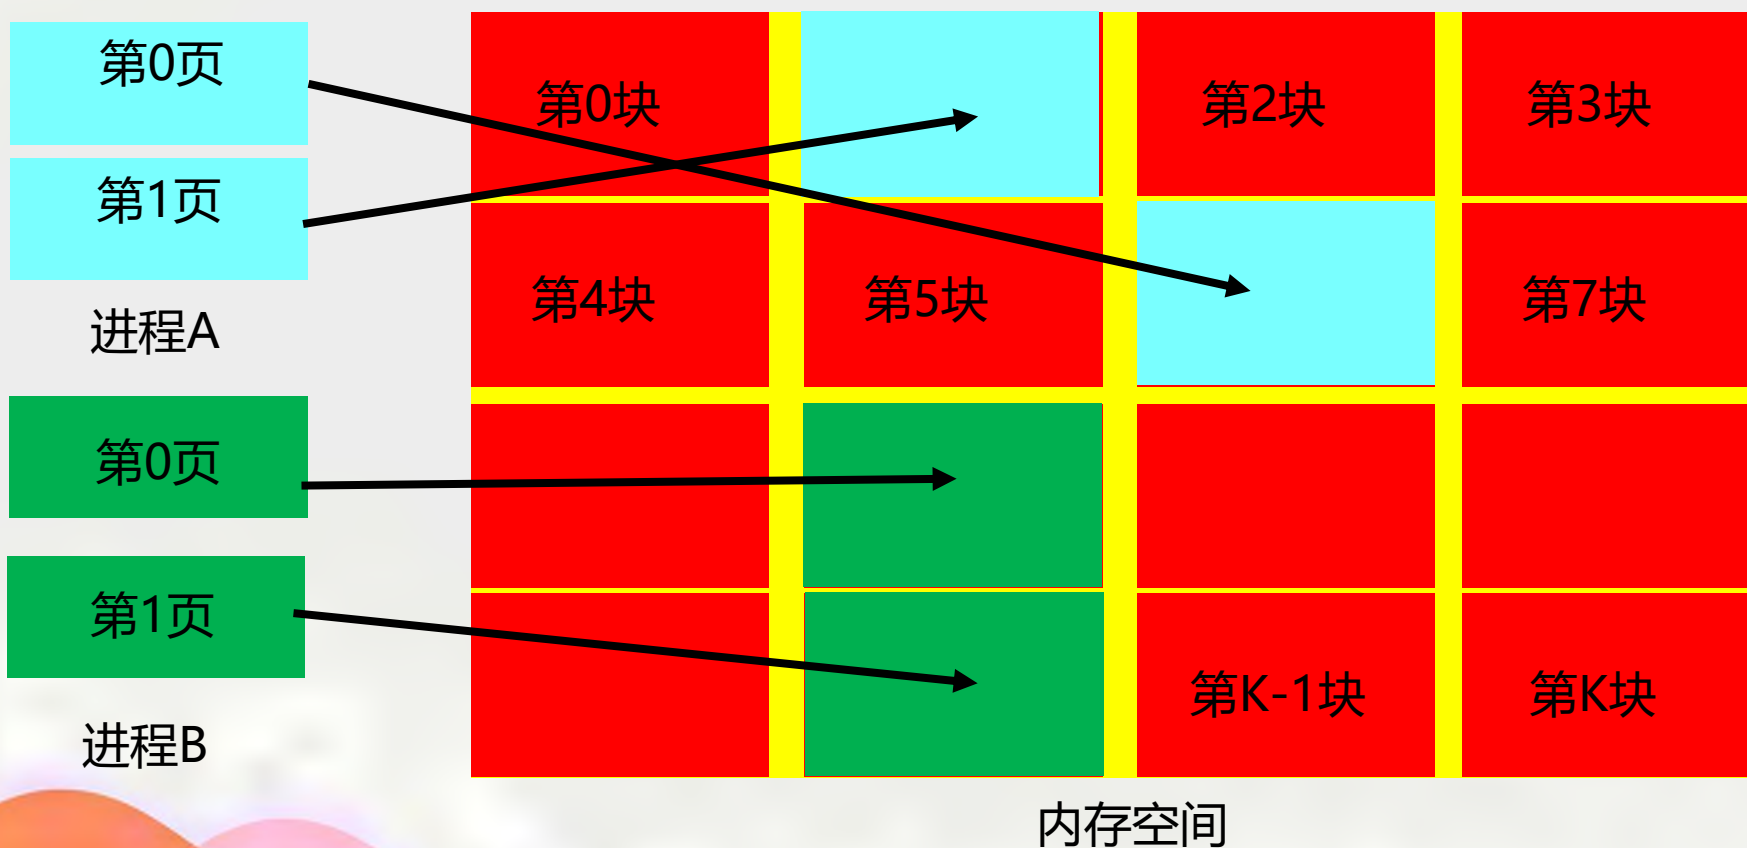 第0页
第1页
进程A
第0页
第1页
进程B
第0块
第2块
第3块
第4块
第5块
第7块
第K-1块
第K块
内存空间